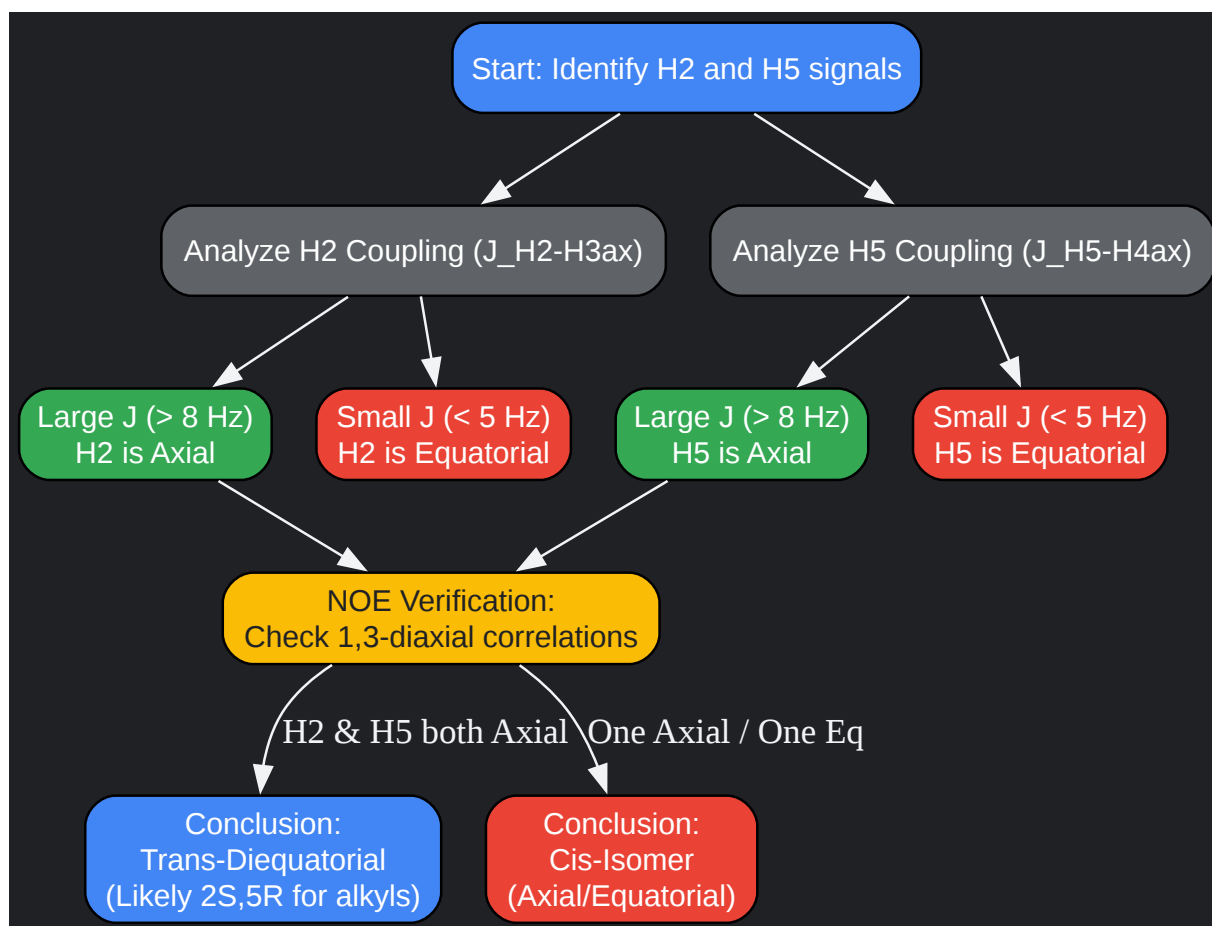 Start: Identify H2 and H5 signals
Analyze H2 Coupling (J_H2-H3ax)
Analyze H5 Coupling (J_H5-H4ax)
Large J (> 8 Hz)
H2 is Axial
Small J (< 5 Hz)
H2 is Equatorial
Large J (> 8 Hz)
H5 is Axial
Small J (< 5 Hz)
H5 is Equatorial
NOE Verification:
Check 1,3-diaxial correlations
H2 & H5 both Axial
One Axial / One Eq
Conclusion:
Trans-Diequatorial
(Likely 2S,5R for alkyls)
Conclusion:
Cis-Isomer
(Axial/Equatorial)